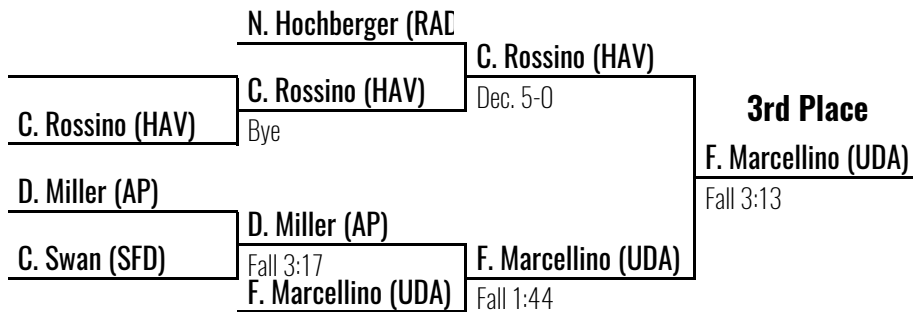 N. Hochberger (RAD
C. Rossino (HAV)
C. Rossino (HAV)
Dec. 5-0
3rd Place
C. Rossino (HAV)
Bye
F. Marcellino (UDA)
D. Miller (AP)
Fall 3:13
D. Miller (AP)
C. Swan (SFD)
Fall 3:17
F. Marcellino (UDA)
F. Marcellino (UDA)
Fall 1:44